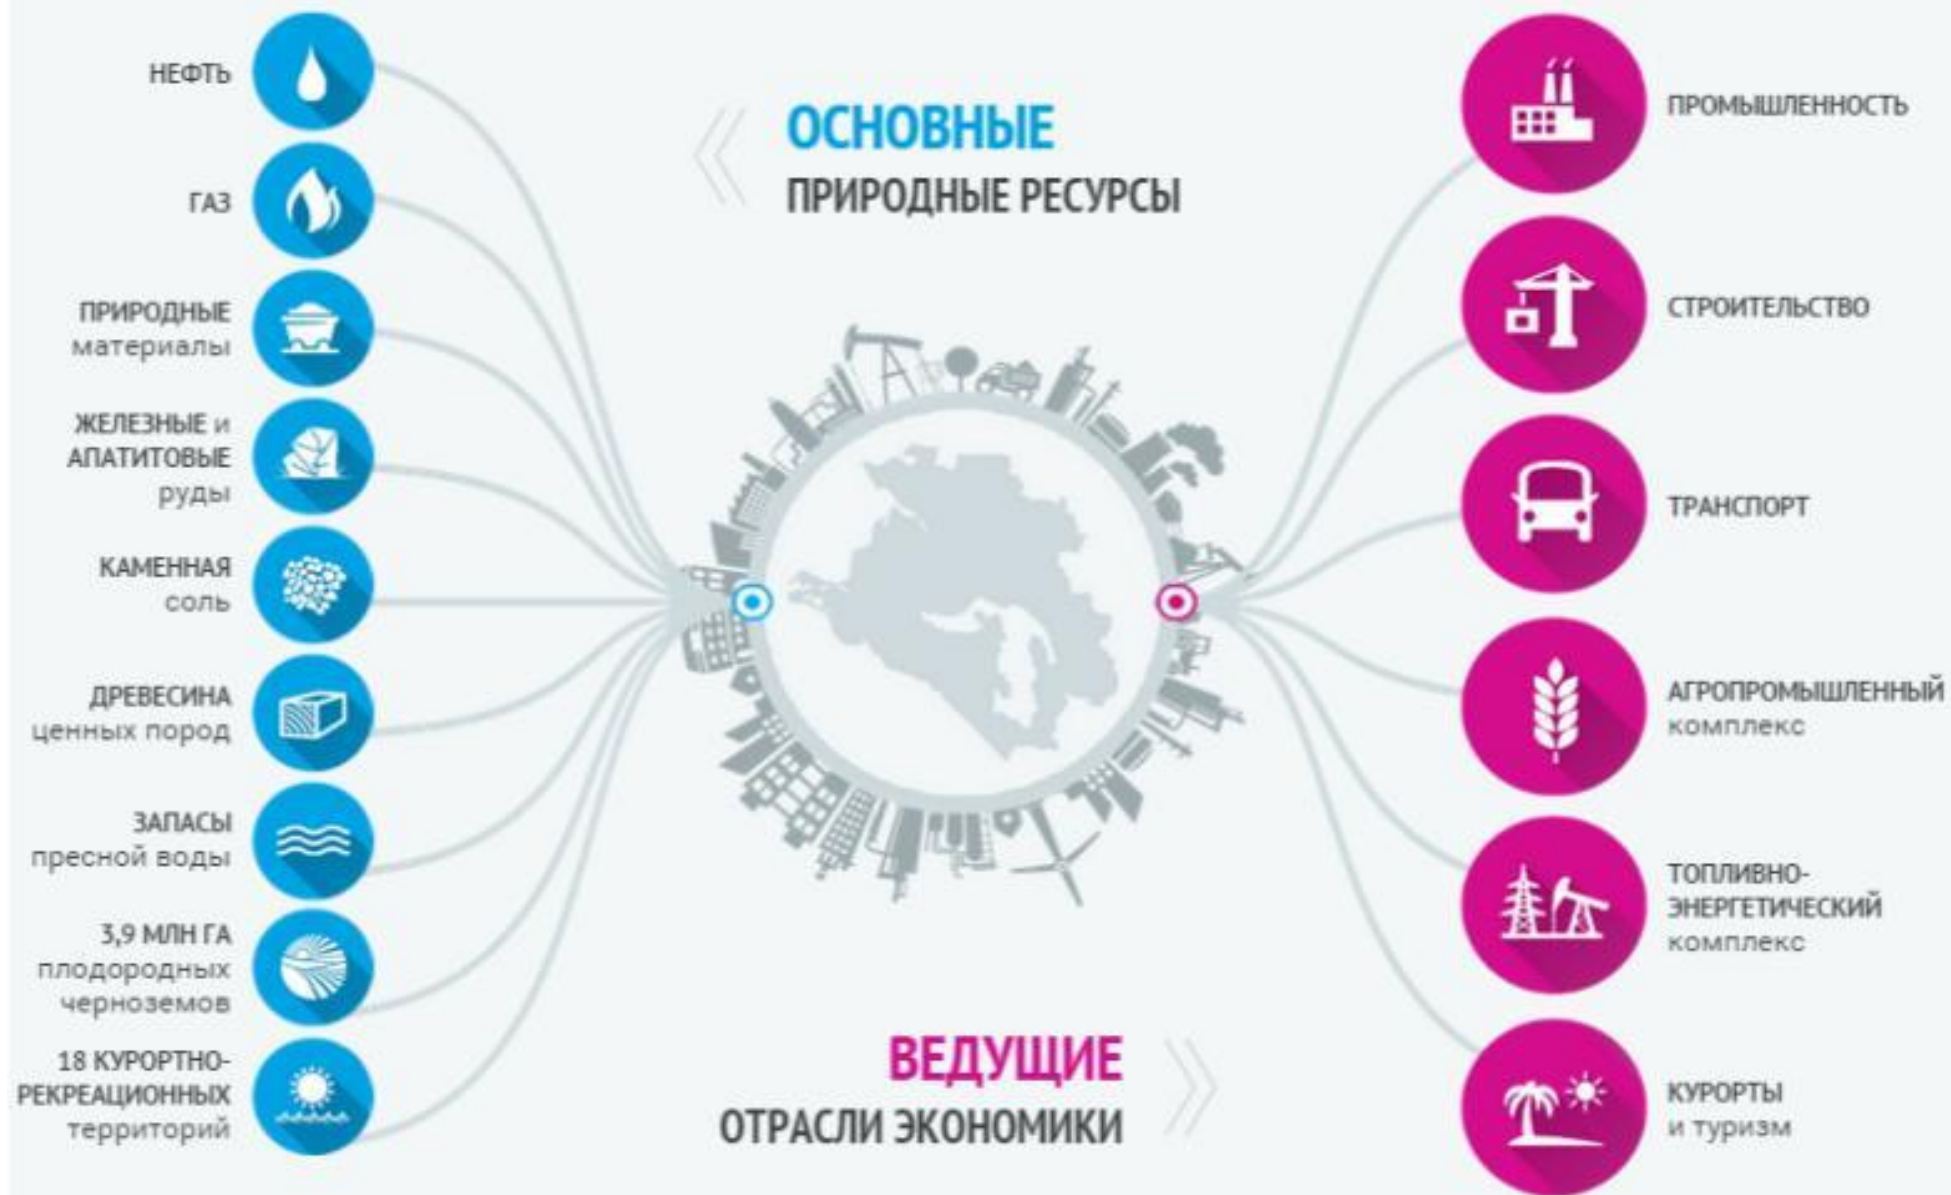 НЕФТЬ
ГАЗ
ПРИРОДНЫЕ
материалы
ЖЕЛЕЗНЫЕ и
АПАТИТОВЫЕ
руды
КАМЕННАЯ
соль
ДРЕВЕСИНА
ценных пород
ЗАПАСЫ
пресной воды
3,9 МЛН ГА
плодородных
черноземов
18 КУРОРТНО-
РЕКРЕАЦИОННЫХ
территорий
ОСНОВНЫЕ
ПРИРОДНЫЕ РЕСУРСЫ
ВЕДУЩИЕ
ОТРАСЛИ ЭКОНОМИКИ
ПРОМЫШЛЕННОСТЬ
СТРОИТЕЛЬСТВО
ТРАНСПОРТ
АГРОПРОМЫШЛЕННЫЙ
комплекс
ТОПЛИВНО-
ЭНЕРГЕТИЧЕСКИЙ
комплекс
КУРОРТЫ
и туризм